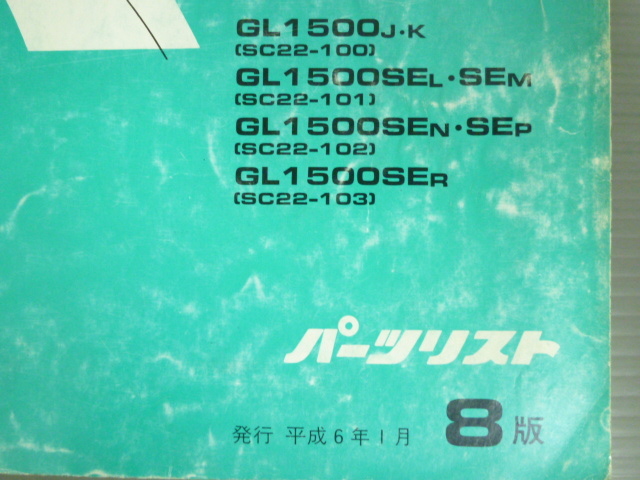 GL1500J・K
(SC22-100)
GL1500SEL・SEM
(SC22-101)
GL1500SEN・SEP
(SC22-102)
GL1500SER
(SC22-103)
パーツリスト
発行 平成6年1月 8版